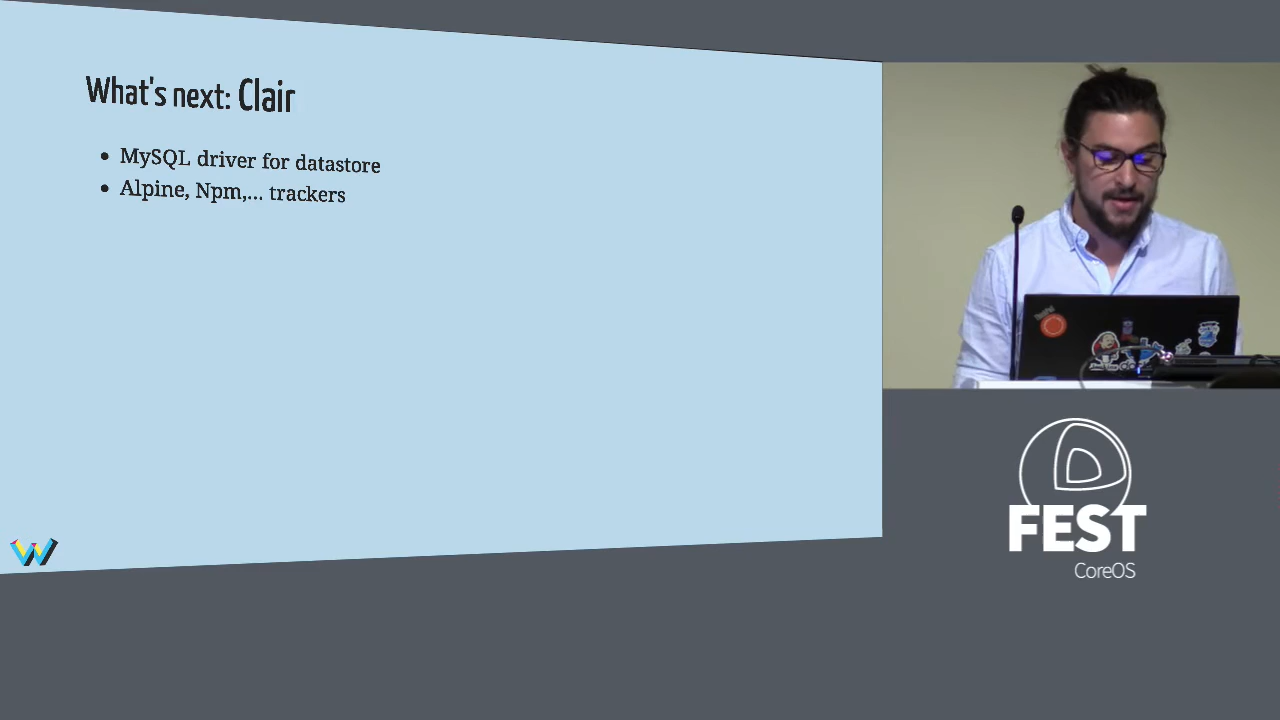 What's next: Clair
• MySQL driver for datastore
• Alpine, Npm,... trackers
FEST
CoreOS